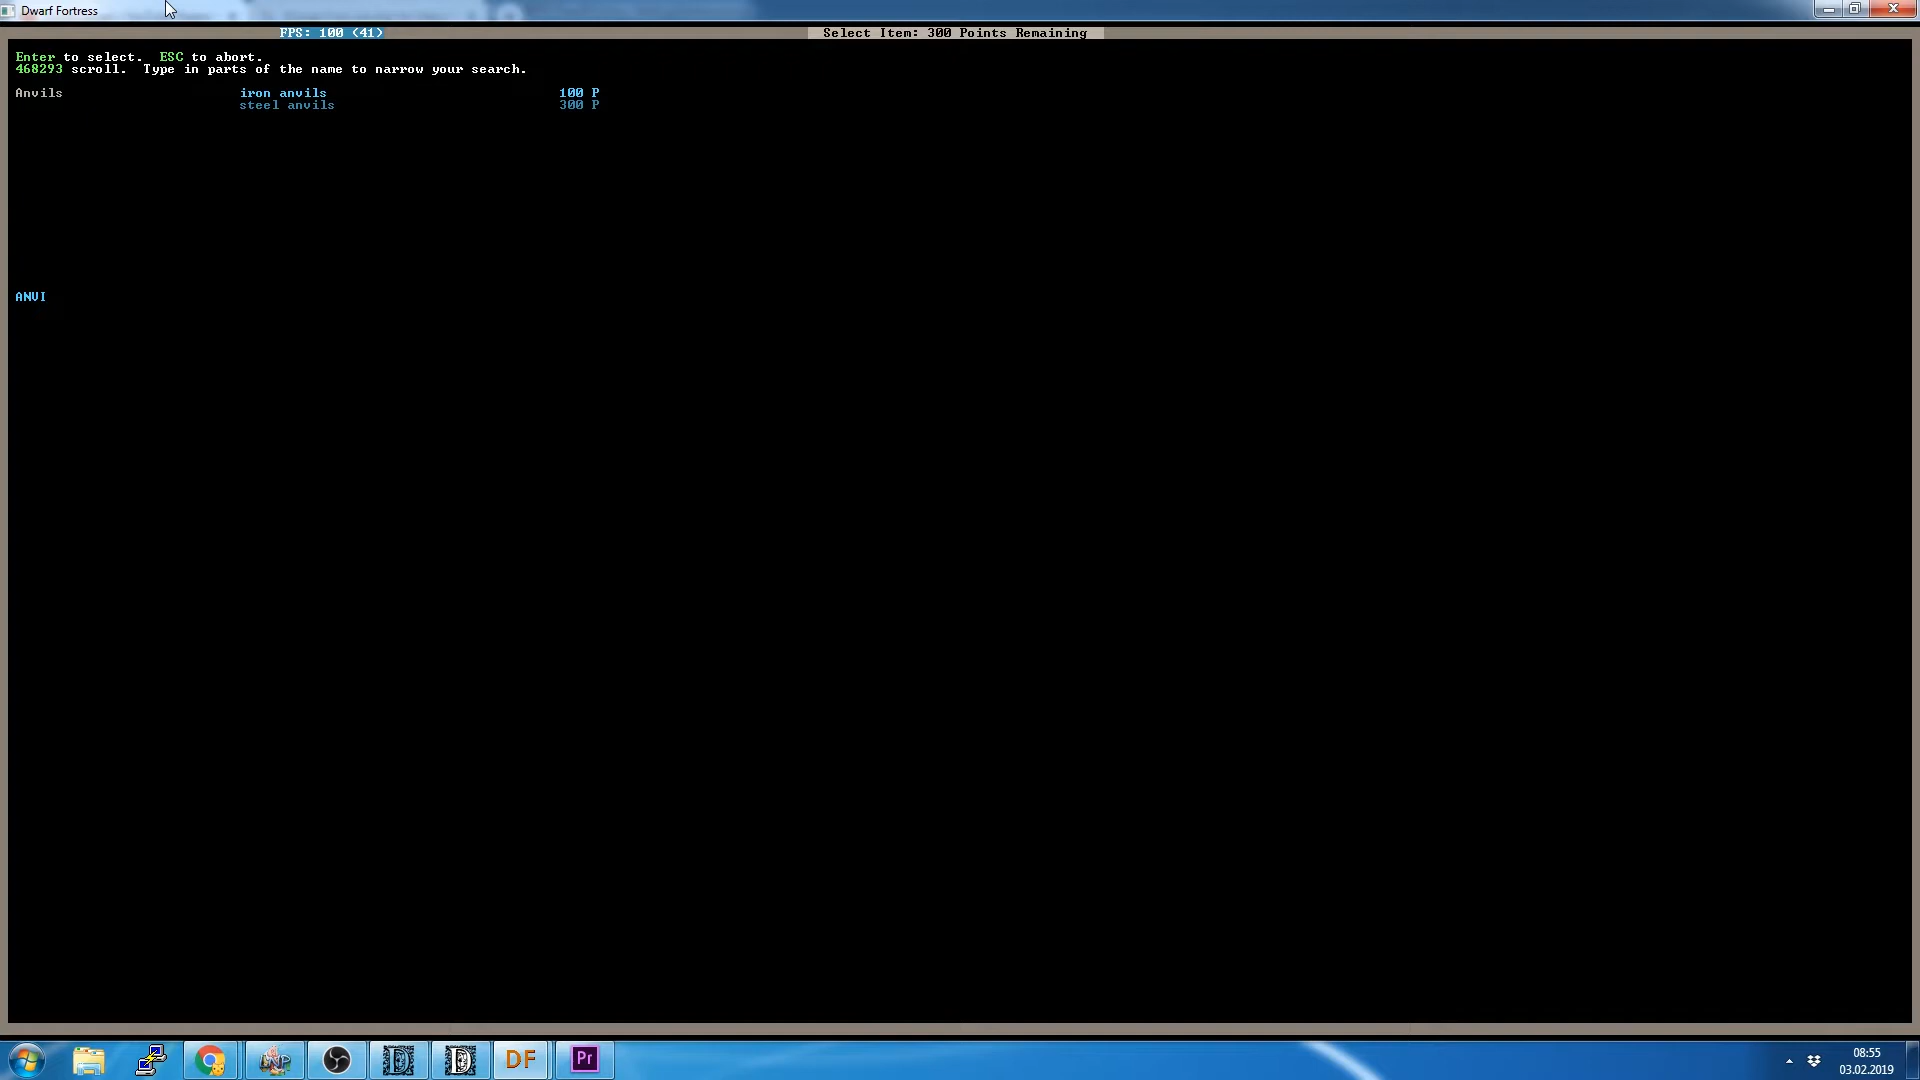 Dwarf Fortress
FPS: 100 (41)
Select Item: 300 Points Remaining
Enter to select.  ESC to abort.
468293 scroll.  Type in parts of the name to narrow your search.
Anvils iron anvils 100 P
steel anvils 300 P
ANVI
DF
Pr
08:55
03.02.2019